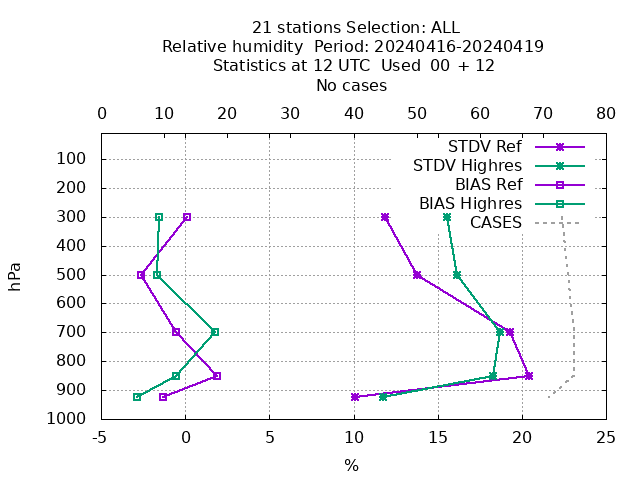 21 stations Selection: ALL
Relative humidity  Period: 20240416-20240419
Statistics at 12 UTC  Used  00 + 12
No cases
0 10 20 30 40 50 60 70 80
STDV Ref
STDV Highres
BIAS Ref
BIAS Highres
CASES
100
200
300
400
500
600
700
800
900
1000
hPa
-5 0 5 10 15 20 25
%